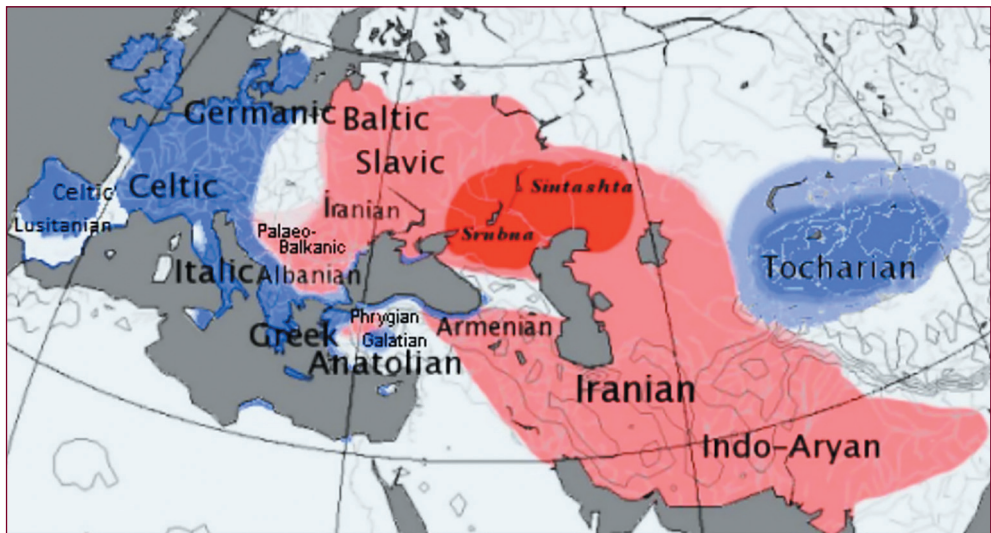 Germanic
Baltic
Slavic
Celtic
Celtic
Lusitanian
Iranian
Sintashta
Srubna
Palaeo-
Balkanic
Italic
Albanian
Tocharian
Greek
Phrygian
Galatian
Armenian
Anatolian
Iranian
Indo-Aryan